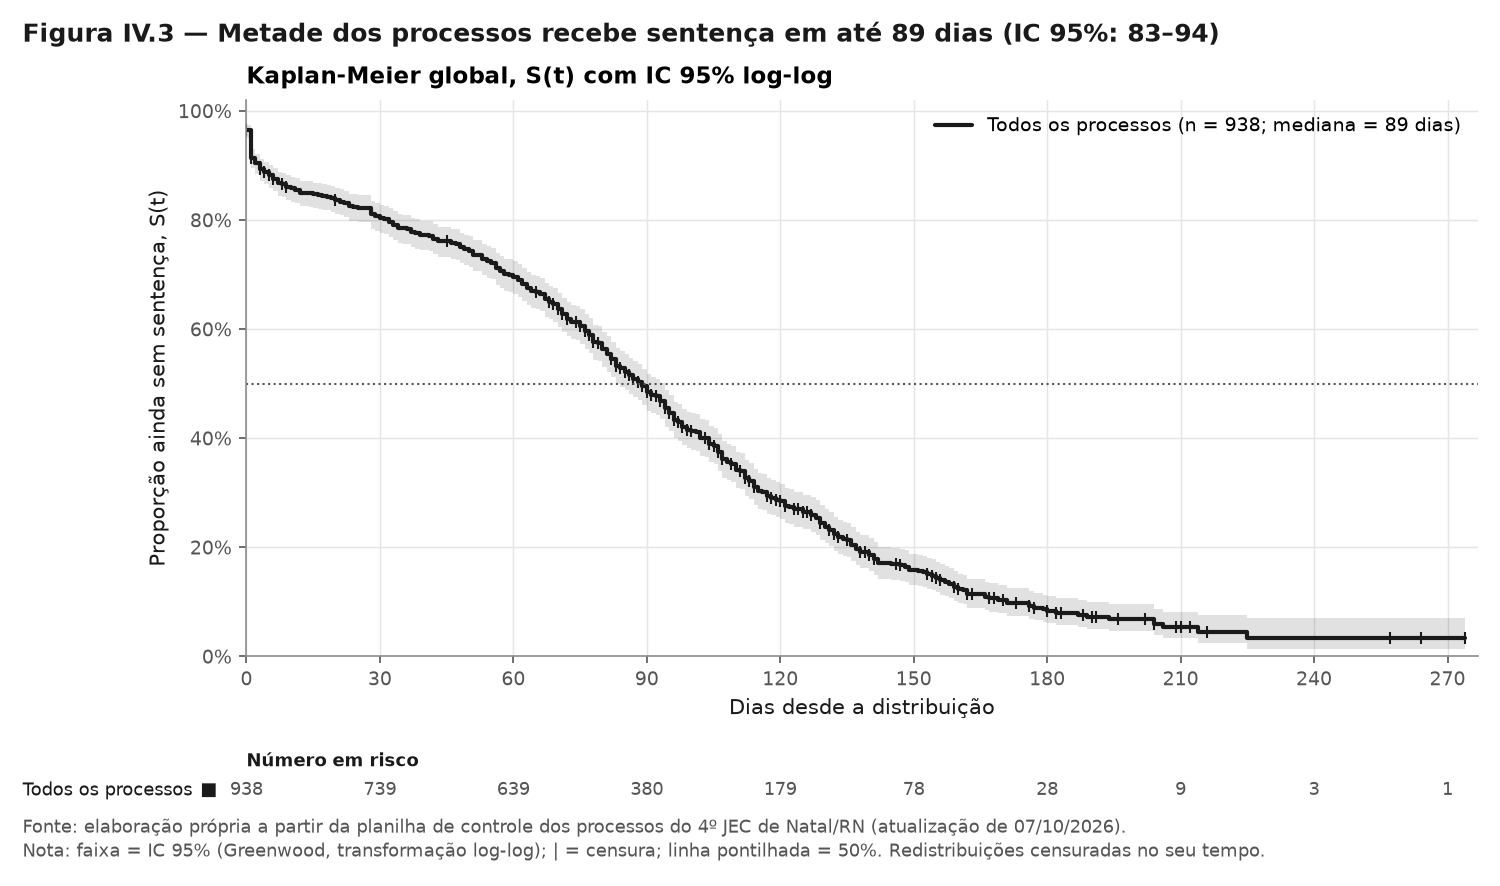 Figura IV.3 — Metade dos processos recebe sentença em até 89 dias (IC 95%: 83–94)
Kaplan-Meier global, S(t) com IC 95% log-log
Todos os processos (n = 938; mediana = 89 dias)
Proporção ainda sem sentença, S(t)
100%
80%
60%
40%
20%
0%
0 30 60 90 120 150 180 210 240 270
Dias desde a distribuição
Número em risco
Todos os processos ■ 938 739 639 380 179 78 28 9 3 1
Fonte: elaboração própria a partir da planilha de controle dos processos do 4º JEC de Natal/RN (atualização de 07/10/2026).
Nota: faixa = IC 95% (Greenwood, transformação log-log); | = censura; linha pontilhada = 50%. Redistribuições censuradas no seu tempo.